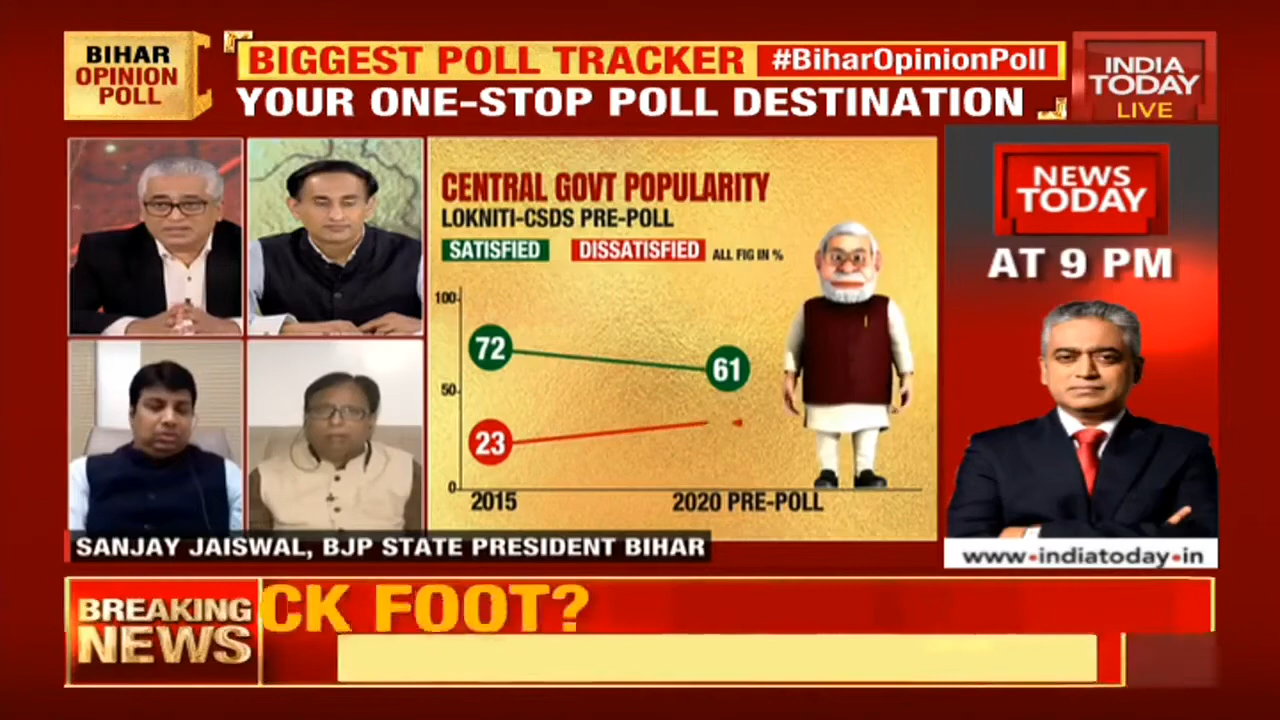 BIHAR
OPINION
POLL
BIGGEST POLL TRACKER
#BiharOpinionPoll
YOUR ONE-STOP POLL DESTINATION
INDIA
TODAY
LIVE
CENTRAL GOVT POPULARITY
LOKNITI-CSDS PRE-POLL
SATISFIED
DISSATISFIED
ALL FIG IN %
100
72
61
50
23
0
2015
2020 PRE-POLL
NEWS
TODAY
AT 9 PM
www•indiatoday•in
SANJAY JAISWAL, BJP STATE PRESIDENT BIHAR
BREAKING
NEWS
CK FOOT?